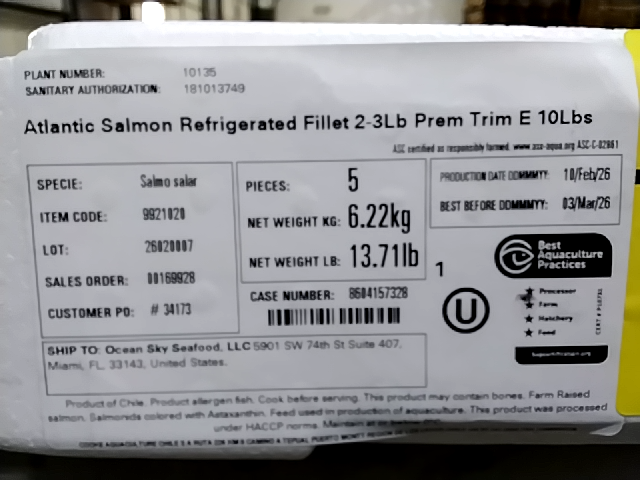 PLANT NUMBER: 10135
SANITARY AUTHORIZATION: 181013749
Atlantic Salmon Refrigerated Fillet 2-3Lb Prem Trim E 10Lbs
ASC certified as responsibly farmed. www.asc-aqua.org ASC-C-02861
SPECIE: Salmo salar
ITEM CODE: 9921020
LOT: 26020007
SALES ORDER: 00169928
CUSTOMER PO: # 34173
PIECES: 5
NET WEIGHT KG: 6.22kg
NET WEIGHT LB: 13.71lb
CASE NUMBER: 8604157328
PRODUCTION DATE DDMMMYY: 10/Feb/26
BEST BEFORE DDMMMYY: 03/Mar/26
1
U
Best
Aquaculture
Practices
Processor
Farm
Hatchery
Feed
SHIP TO: Ocean Sky Seafood, LLC 5901 SW 74th St Suite 407,
Miami, FL, 33143, United States.
Product of Chile. Product allergen fish. Cook before serving. This product may contain bones. Farm Raised
salmon. Salmonids colored with Astaxanthin. Feed used in production of aquaculture. This product was processed
under HACCP norms. Maintain at or below